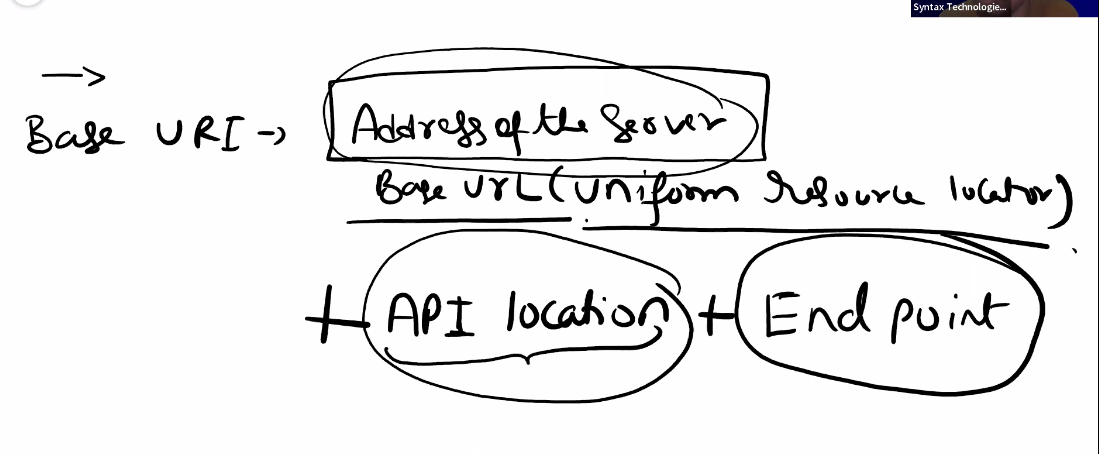 Syntax Technologie...
Base URI → Address of the Server
Base URL (Uniform resource locator)
+ API location + End point